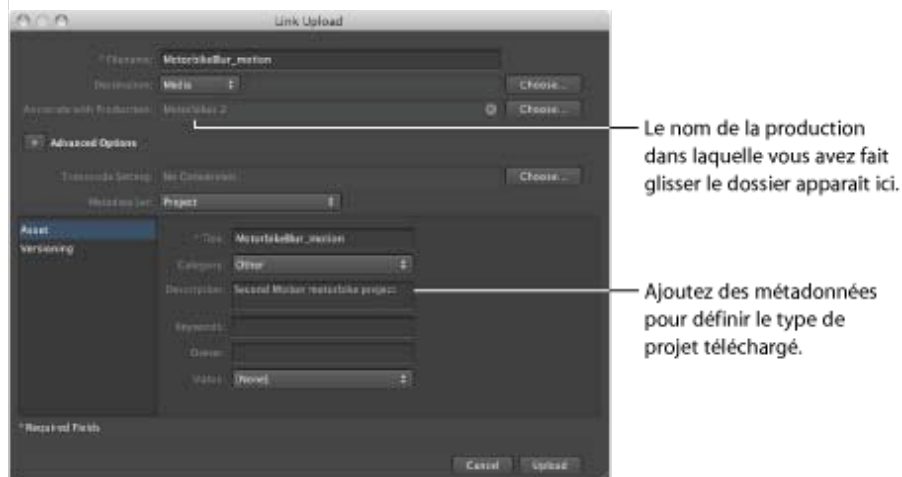 Link Upload
* Filename: MotorbikeBlur_motion
Destination: Media Choose...
Associate with Production: Motorbikes 2 Choose...
Advanced Options
Transcode Setting: No Conversion Choose...
Metadata Set: Project
Asset
Versioning
* Title: MotorbikeBlur_motion
Category: Other
Description: Second Motion motorbike project
Keywords:
Owner:
Status: [None]
* Required Fields
Cancel Upload
Le nom de la production
dans laquelle vous avez fait
glisser le dossier apparaît ici.
Ajoutez des métadonnées
pour définir le type de
projet téléchargé.